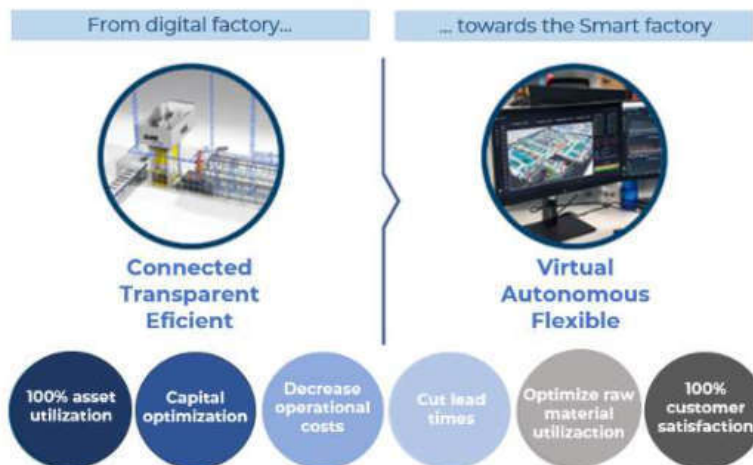 From digital factory...
... towards the Smart factory
Connected
Transparent
Eficient
Virtual
Autonomous
Flexible
100% asset
utilization
Capital
optimization
Decrease
operational
costs
Cut lead
times
Optimize raw
material
utilizaction
100%
customer
satisfaction